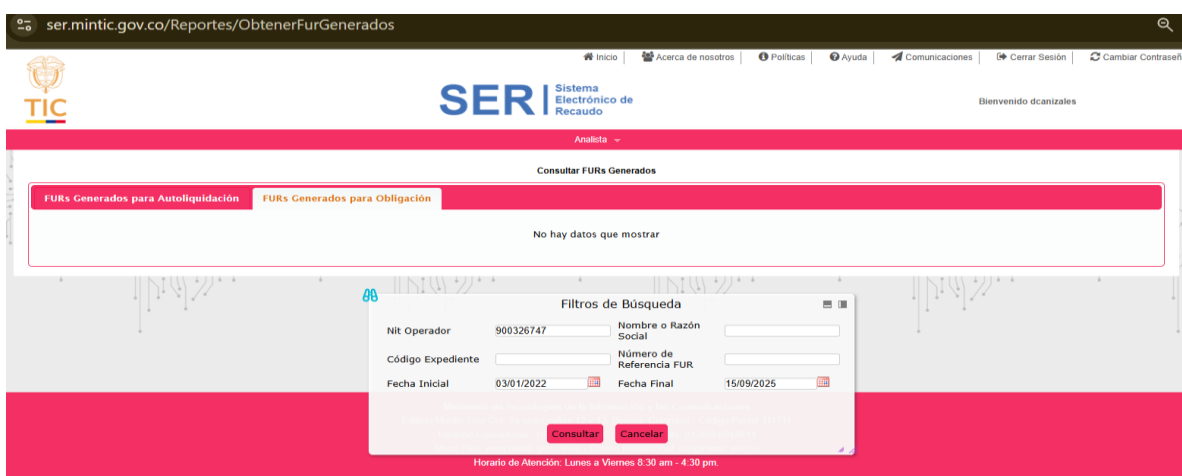 ser.mintic.gov.co/Reportes/ObtenerFurGenerados
Inicio Acerca de nosotros Políticas Ayuda Comunicaciones Cerrar Sesión Cambiar Contraseñ
TIC
SER Sistema Electrónico de Recaudo
Bienvenido dcanizales
Analista
Consultar FURs Generados
FURs Generados para Autoliquidación FURs Generados para Obligación
No hay datos que mostrar
Filtros de Búsqueda
Nit Operador 900326747 Nombre o Razón Social
Código Expediente Número de Referencia FUR
Fecha Inicial 03/01/2022 Fecha Final 15/09/2025
Consultar Cancelar
Horario de Atención: Lunes a Viernes 8:30 am - 4:30 pm.